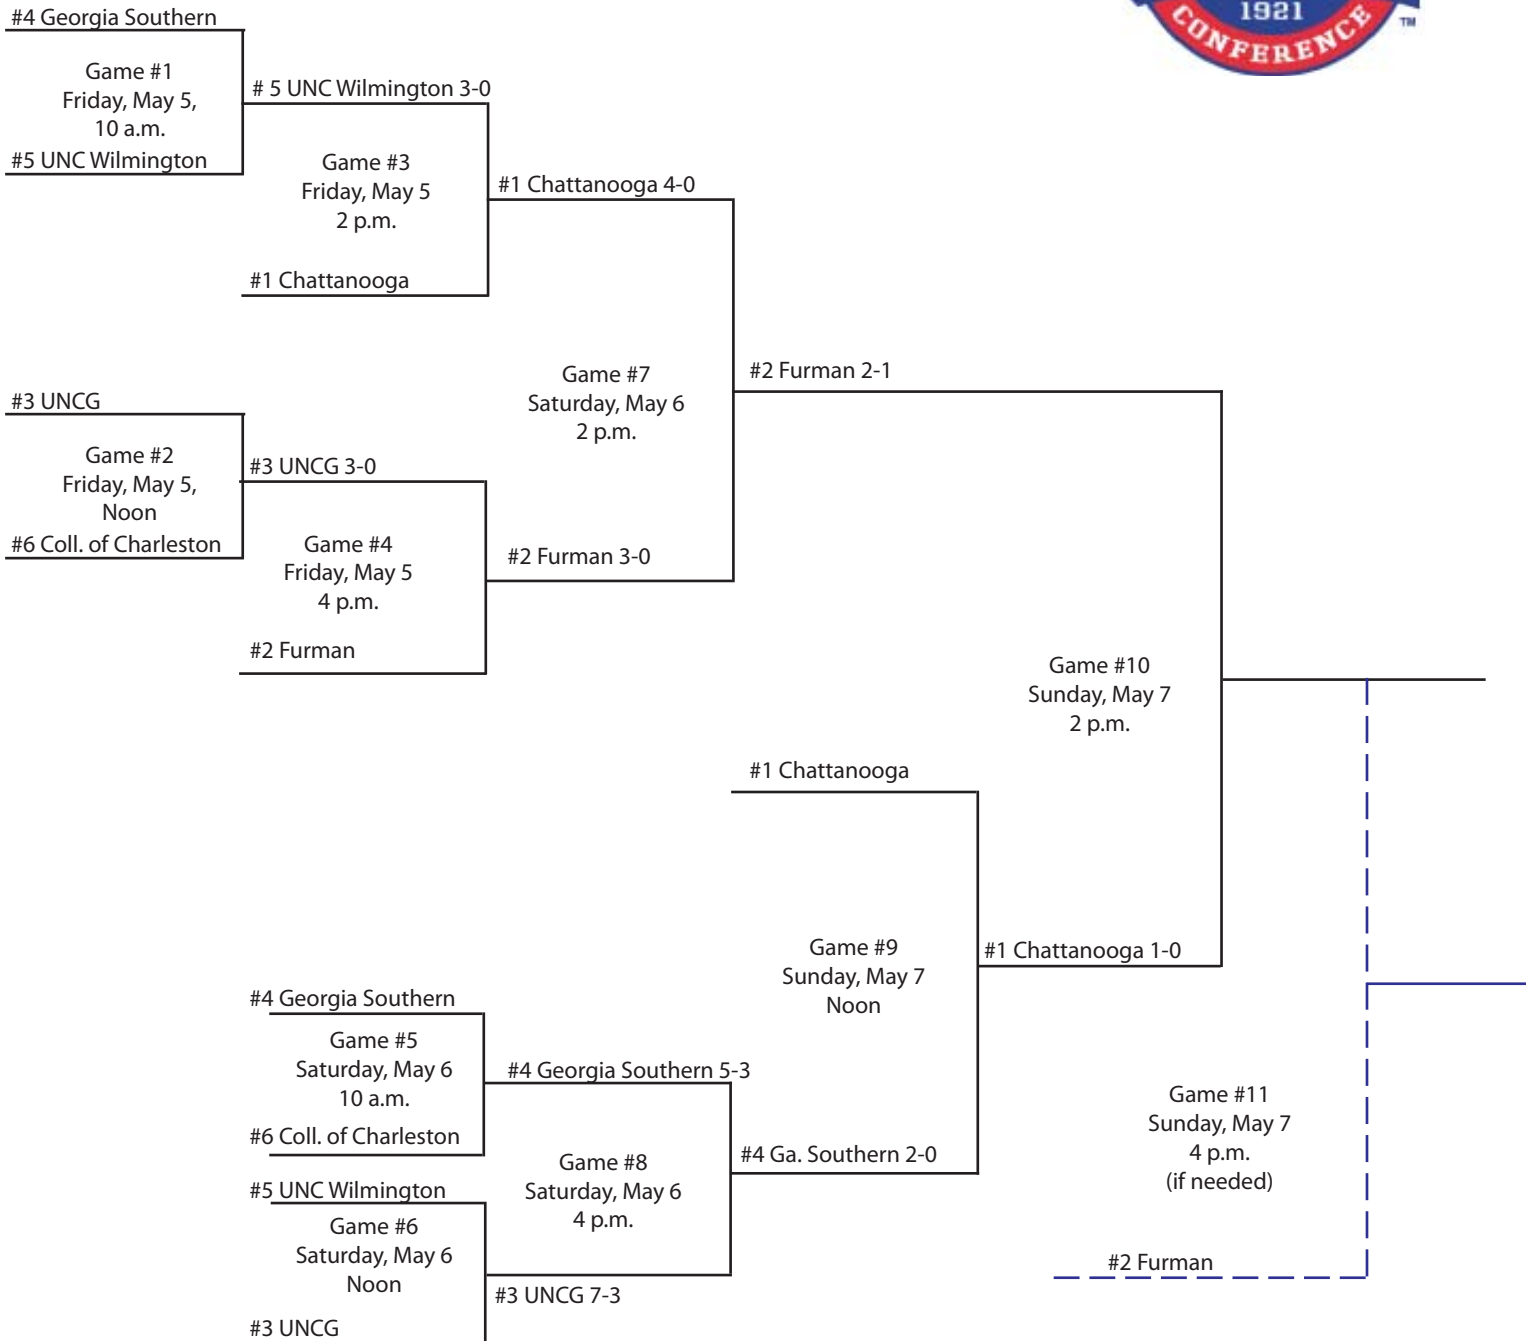 1921
CONFERENCE
TM
#4 Georgia Southern
Game #1
Friday, May 5,
10 a.m.
#5 UNC Wilmington
# 5 UNC Wilmington 3-0
Game #3
Friday, May 5
2 p.m.
#1 Chattanooga
#1 Chattanooga 4-0
#3 UNCG
Game #2
Friday, May 5,
Noon
#6 Coll. of Charleston
#3 UNCG 3-0
Game #4
Friday, May 5
4 p.m.
#2 Furman
#2 Furman 3-0
Game #7
Saturday, May 6
2 p.m.
#2 Furman 2-1
Game #10
Sunday, May 7
2 p.m.
#1 Chattanooga
Game #9
Sunday, May 7
Noon
#1 Chattanooga 1-0
#4 Georgia Southern
Game #5
Saturday, May 6
10 a.m.
#6 Coll. of Charleston
#4 Georgia Southern 5-3
Game #8
Saturday, May 6
4 p.m.
#4 Ga. Southern 2-0
#5 UNC Wilmington
Game #6
Saturday, May 6
Noon
#3 UNCG
#3 UNCG 7-3
Game #11
Sunday, May 7
4 p.m.
(if needed)
#2 Furman